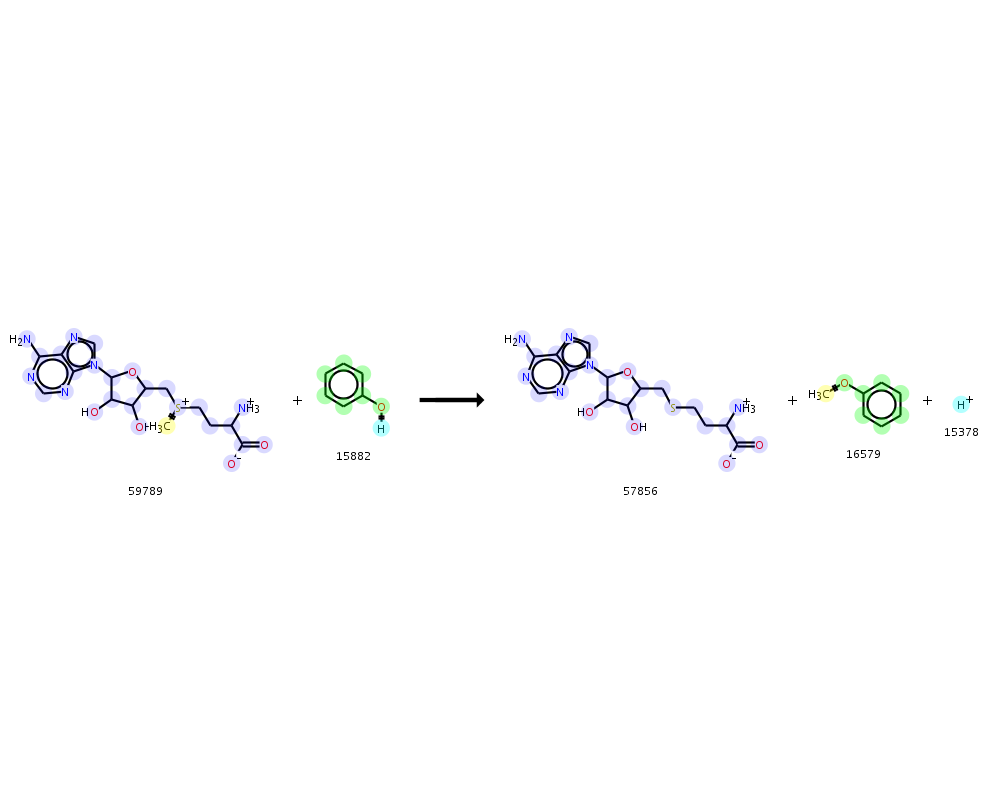 H₂N N N N N O HO OH H₃C S⁺ NH₃⁺ O O⁻
59789
+
O H
15882
H₂N N N N N O HO OH S NH₃⁺ O O⁻
57856
+
H₃C O
16579
+
H⁺
15378